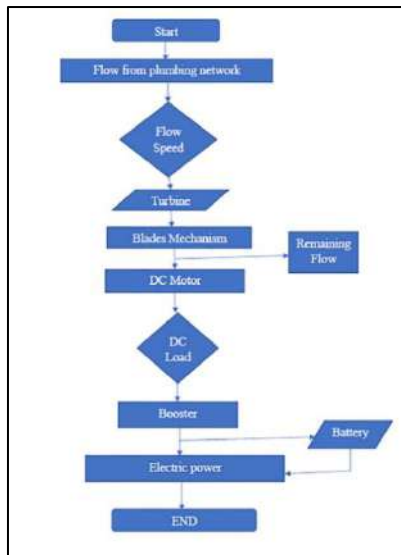 Start
Flow from plumbing network
Flow
Speed
Turbine
Blades Mechanism
Remaining
Flow
DC Motor
DC
Load
Booster
Battery
Electric power
END